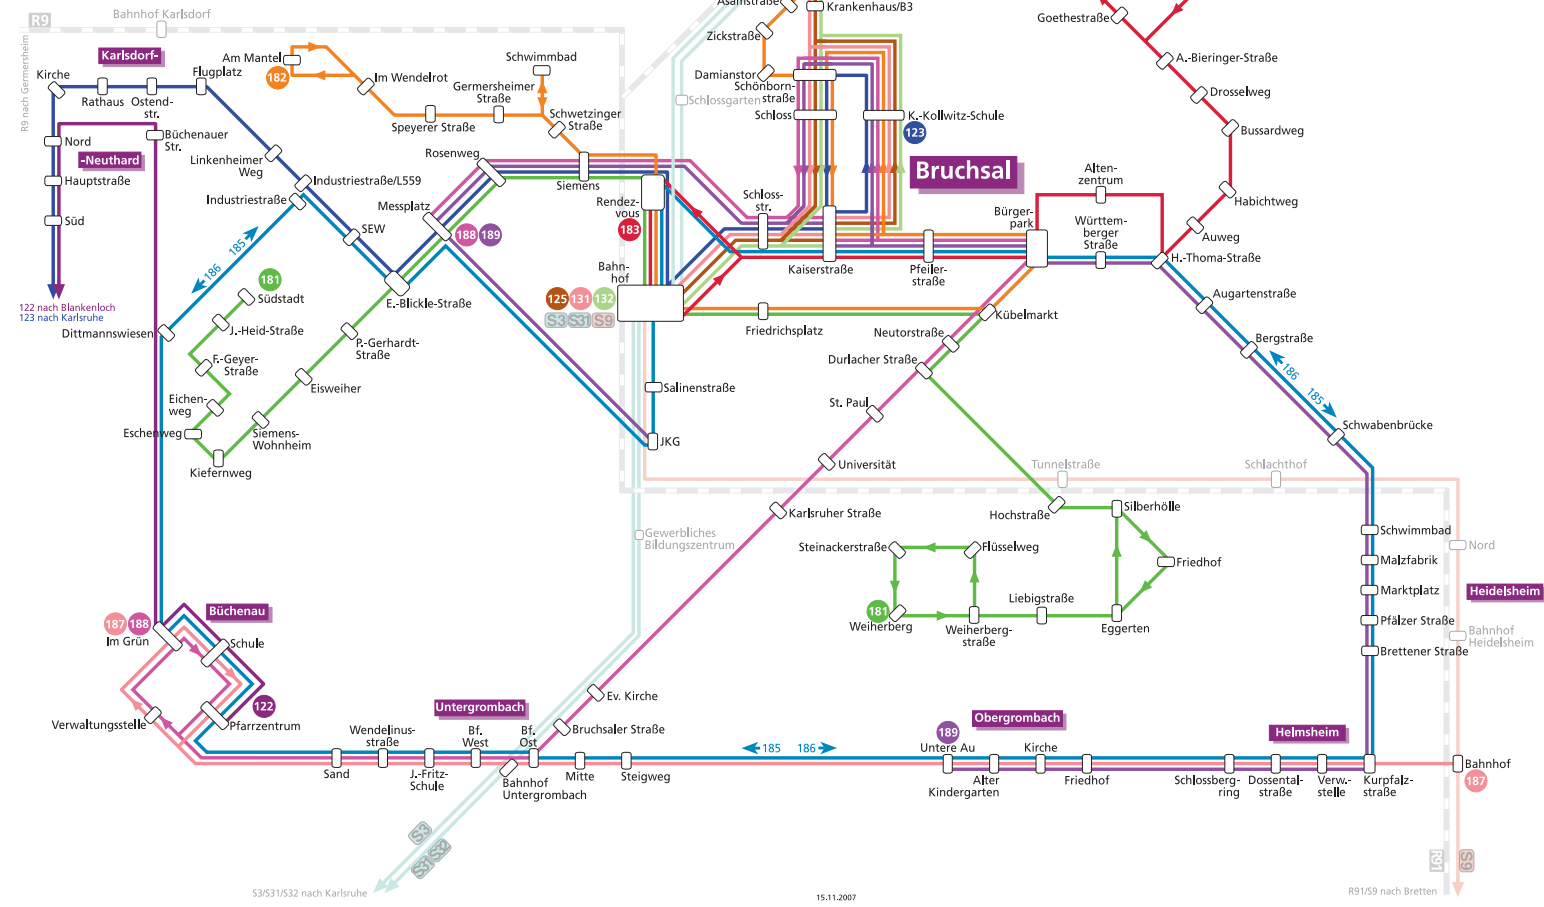 Bahnhof Karlsdorf
R9
R9 nach Germersheim
Karlsdorf-
Kirche
Rathaus
Ostend-
str.
Flugplatz
Am Mantel
182
Im Wendelrot
Speyerer Straße
Germersheimer
Straße
Schwimmbad
Schwetzinger
Straße
Siemens
Asamstraße
Krankenhaus/B3
Zickstraße
Damianstor
Schönborn-
straße
Schlossgarten
Schloss
K.-Kollwitz-Schule
123
Bruchsal
Goethestraße
A.-Bieringer-Straße
Drosselweg
Bussardweg
Habichtweg
Auweg
H.-Thoma-Straße
Alten-
zentrum
Württem-
berger
Straße
Bürger-
park
Pfeiler-
straße
Kaiserstraße
Schloss-
str.
Rendez-
vous
183
Bahn-
hof
125
131
132
S3
S31
S9
Friedrichsplatz
Kübelmarkt
Neutorstraße
Durlacher Straße
St. Paul
Universität
Karlsruher Straße
Salinenstraße
JKG
Nord
-Neuthard
Hauptstraße
Süd
Büchenauer
Str.
122 nach Blankenloch
123 nach Karlsruhe
Linkenheimer
Weg
Industriestraße/L559
Industriestraße
SEW
E.-Blickle-Straße
Rosenweg
Messplatz
188
189
186
185
181
Südstadt
J.-Heid-Straße
F.-Geyer-
Straße
Eichen-
weg
Eschenweg
Kiefernweg
Siemens-
Wohnheim
Eisweiher
P.-Gerhardt-
Straße
Dittmannswiesen
Augartenstraße
Bergstraße
186
185
Schwabenbrücke
Tunnelstraße
Schlachthof
Gewerbliches
Bildungszentrum
Hochstraße
Silberhölle
Friedhof
Eggerten
Liebigstraße
Weiherberg-
straße
Flüsselweg
Steinackerstraße
181
Weiherberg
Schwimmbad
Malzfabrik
Marktplatz
Pfälzer Straße
Brettener Straße
Nord
Heidelsheim
Bahnhof
Heidelsheim
Büchenau
187
188
Im Grün
Schule
122
Verwaltungsstelle
Pfarrzentrum
Untergrombach
Sand
Wendelinus-
straße
J.-Fritz-
Schule
Bf.
West
Bf.
Ost
Bahnhof
Untergrombach
Ev. Kirche
Bruchsaler Straße
Mitte
Steigweg
185
186
Obergrombach
189
Untere Au
Alter
Kindergarten
Kirche
Friedhof
Helmsheim
Schlossberg-
ring
Dossental-
straße
Verw.-
stelle
Kurpfalz-
straße
Bahnhof
187
S3
S31
S32
S3/S31/S32 nach Karlsruhe
15.11.2007
R91
S9
R91/S9 nach Bretten